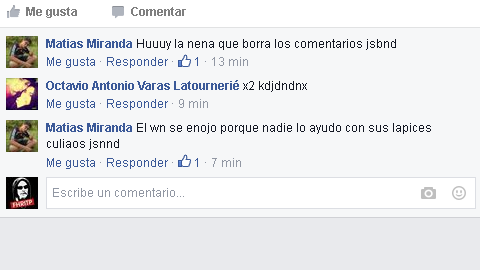 Me gusta Comentar
Matias Miranda Huuuy la nena que borra los comentarios jsbnd
Me gusta · Responder · 1 · 13 min
Octavio Antonio Varas Latournerié x2 kdjdndnx
Me gusta · Responder · 9 min
Matias Miranda El wn se enojo porque nadie lo ayudo con sus lapices
culiaos jsnnd
Me gusta · Responder · 1 · 7 min
FHRITP
Escribe un comentario...